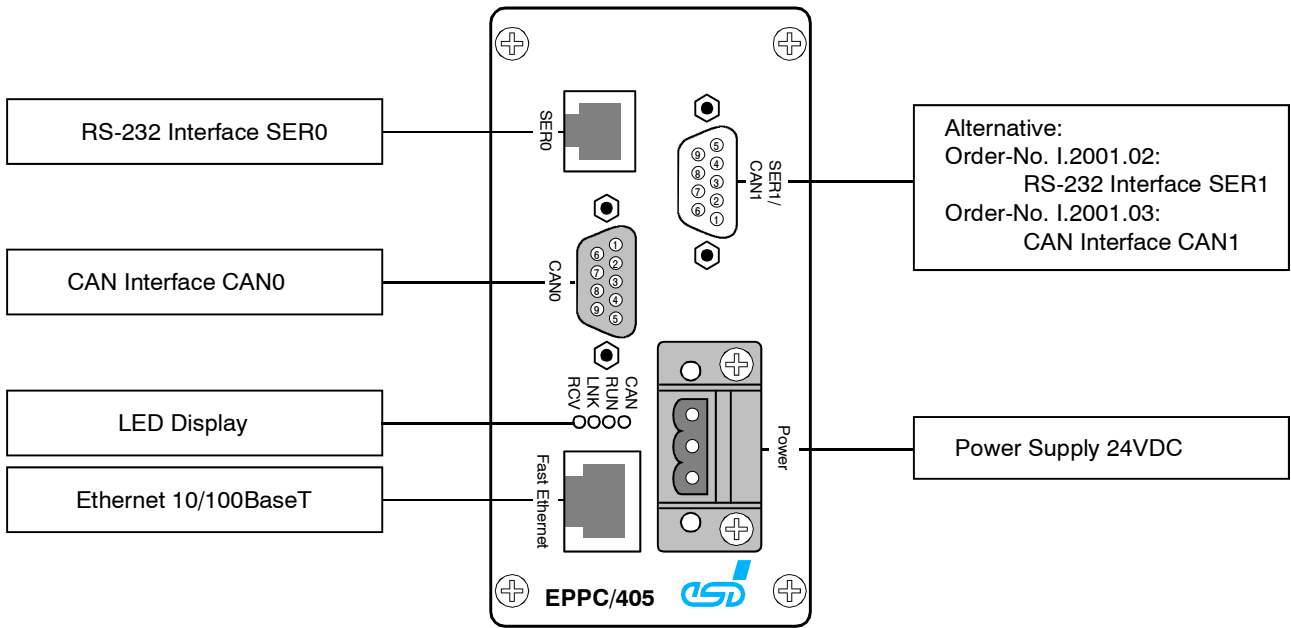 RS-232 Interface SER0
CAN Interface CAN0
LED Display
Ethernet 10/100BaseT
SER0
SER1/
CAN1
5
9
4
8
3
7
2
6
1
CAN0
1
6
2
7
3
8
4
9
5
RCV
LNK
RUN
CAN
Fast Ethernet
Power
EPPC/405
esd
Alternative:
Order-No. I.2001.02:
RS-232 Interface SER1
Order-No. I.2001.03:
CAN Interface CAN1
Power Supply 24VDC